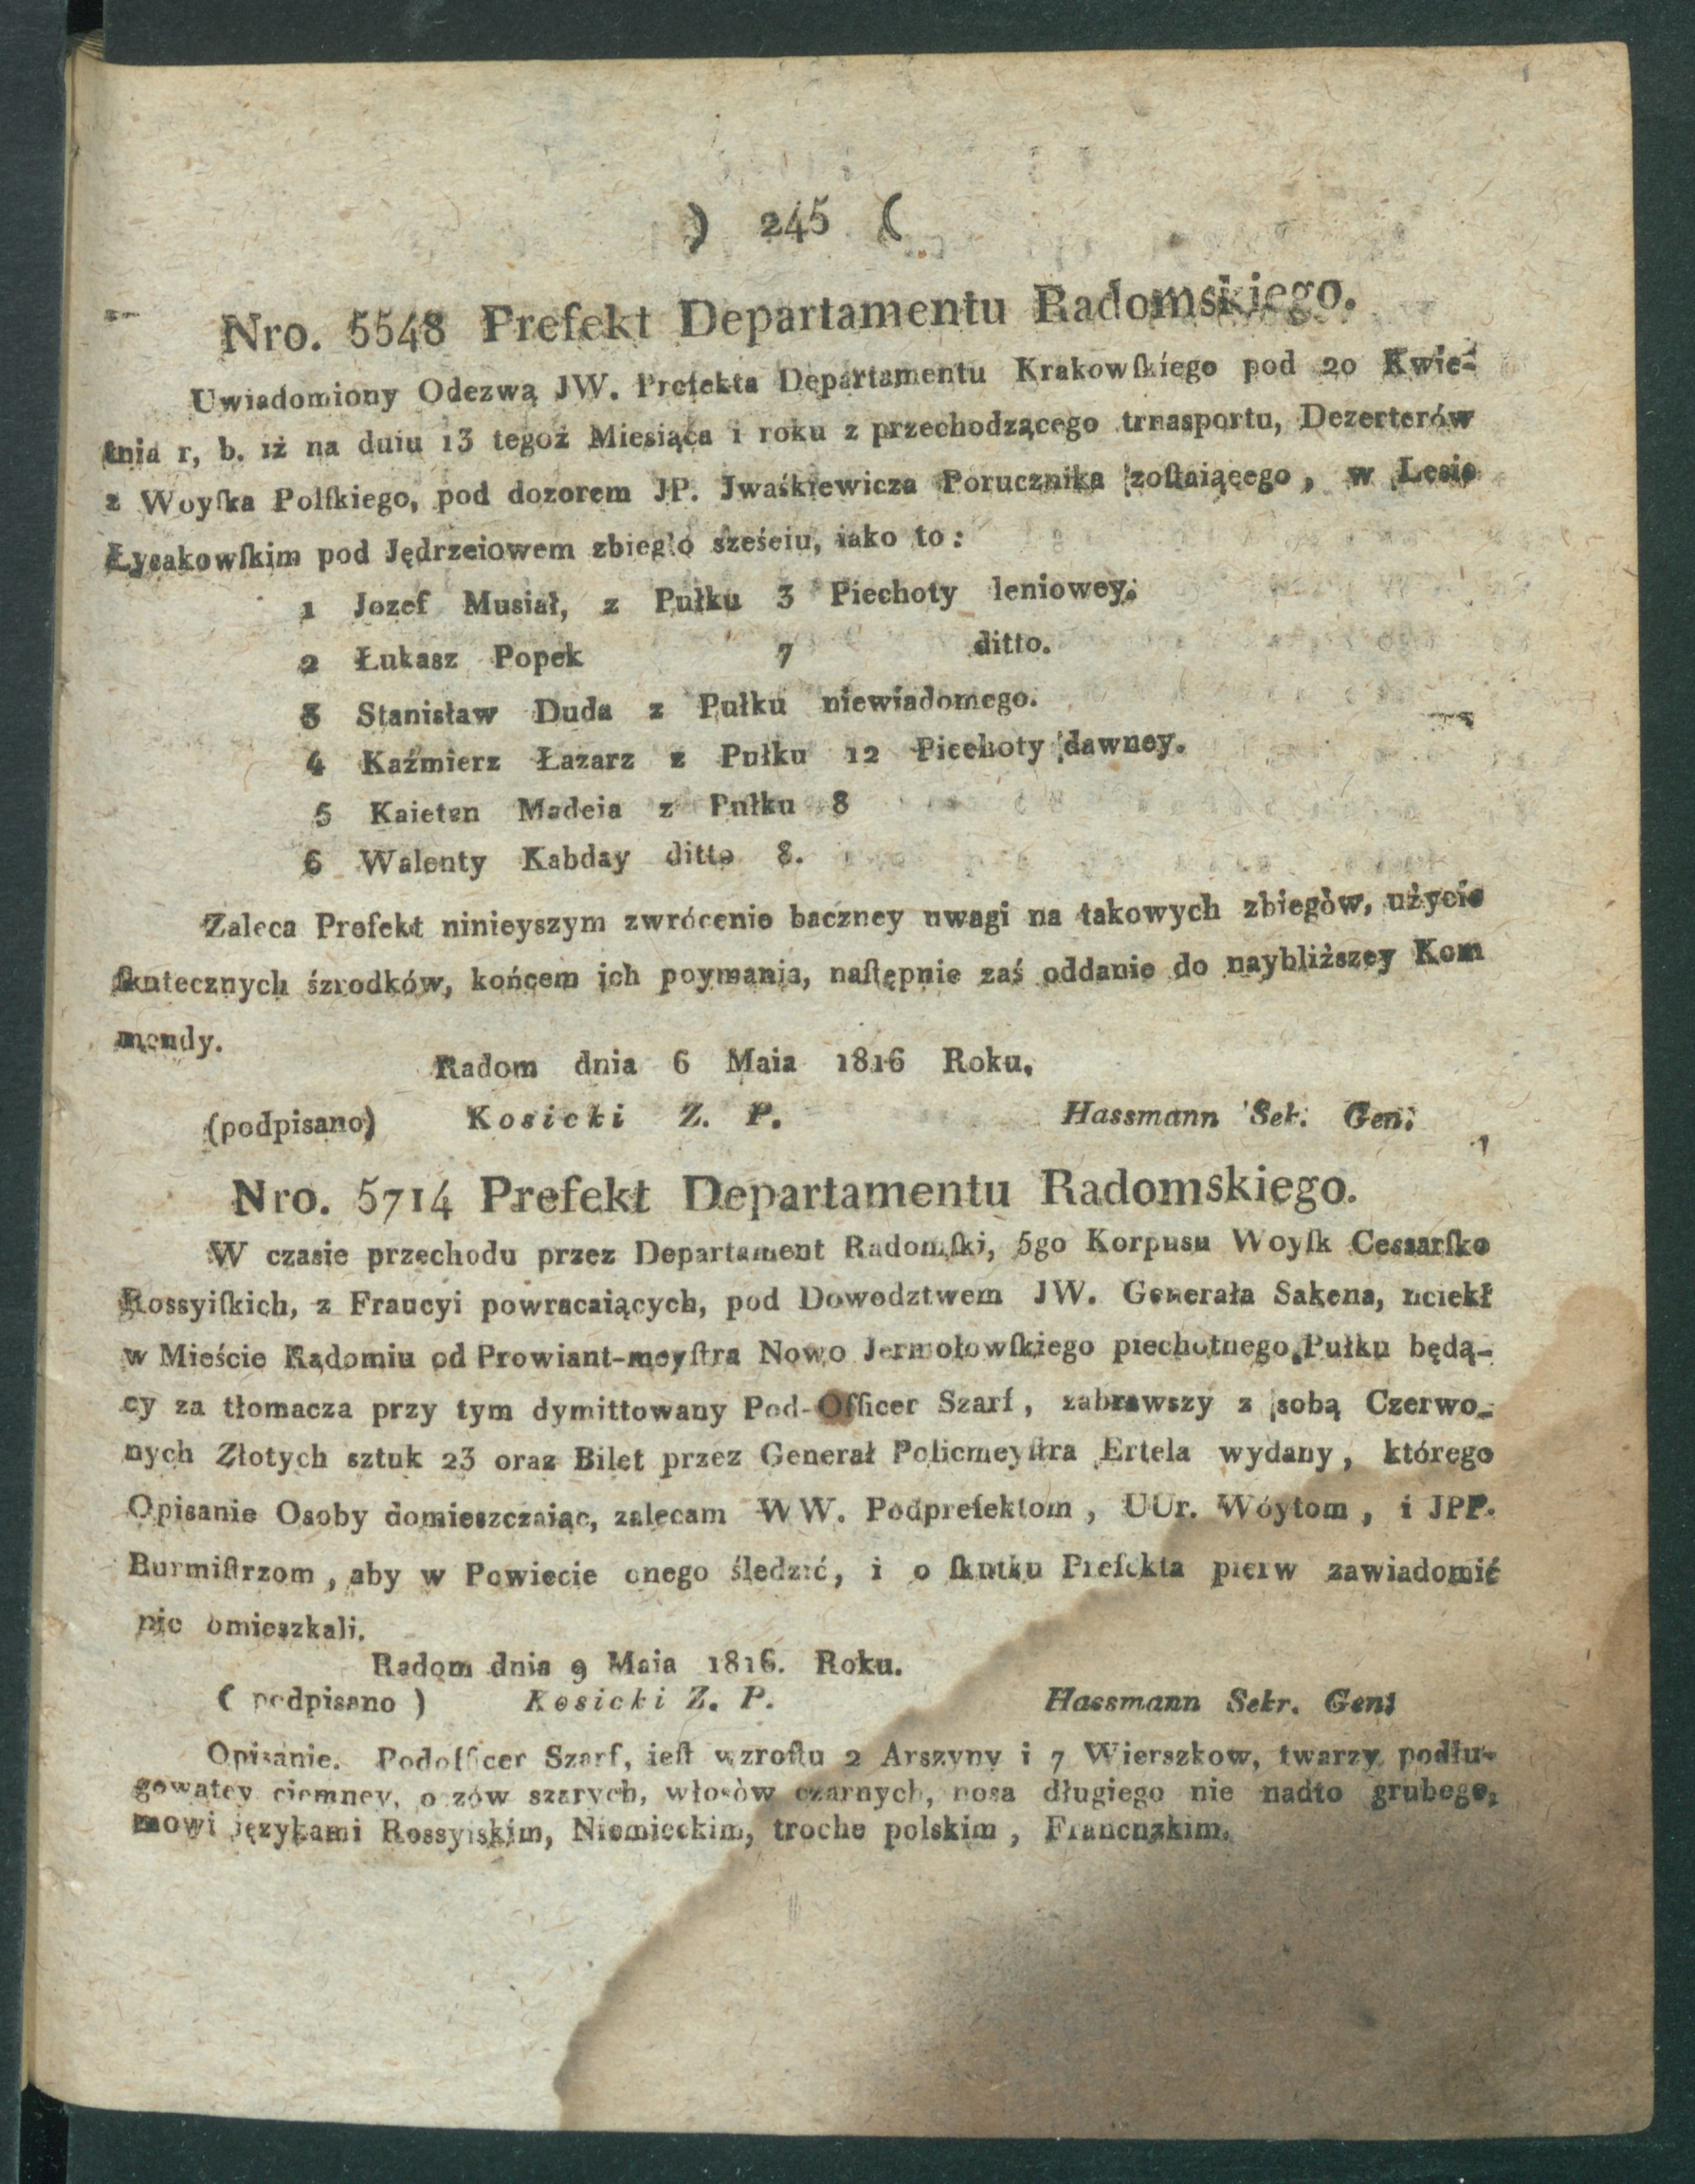 ) 245 (
Nro. 5548 Prefekt Departamentu Radomskiego.
Uwiadomiony Odezwą JW. Prefekta Departamentu Krakowſkiego pod 20 Kwie-
tnia r, b. iż na dniu 13 tegoż Miesiąca i roku z przechodzącego trnasportu, Dezerterów
z Woyſka Polſkiego, pod dozorem JP. Jwaśkiewicza Porucznika zoſtaiącego, w Lesie
Łysakowſkim pod Jędrzeiowem zbiegło sześciu, iako to:
1 Jozef Musiał, z Pułku 3 Piechoty leniowey.
2 Łukasz Popek 7 ditto.
3 Stanisław Duda z Pułku niewiadomego.
4 Kaźmierz Łazarz z Pułku 12 Piechoty dawney.
5 Kaietan Madeia z Pułku 8
6 Walenty Kabday ditto 8.
Zaleca Prefekt ninieyszym zwrócenie baczney uwagi na takowych zbiegòw, użycie
ſkutecznych śzrodków, końcem ich poymania, naſtępnie zaś oddanie do naybliższey Kom
mendy.
Radom dnia 6 Maia 1816 Roku.
(podpisano) Kosicki Z. P. Hassmann Sek. Gen.
Nro. 5714 Prefekt Departamentu Radomskiego.
W czasie przechodu przez Departament Radomſki, 5go Korpusu Woyſk Cessarſko
Rossyiſkich, z Francyi powracaiących, pod Dowodztwem JW. Generała Sakena, uciekł
w Mieście Radomiu od Prowiant-meyſtra Nowo Jermołowſkiego piechotnego Pułku będą-
cy za tłomacza przy tym dymittowany Pod-Officer Szarf, zabrawszy z sobą Czerwo-
nych Złotych sztuk 23 oraz Bilet przez Generał Policmeyſtra Ertela wydany, którego
Opisanie Osoby domieszczaiąc, zalecam WW. Podprefektom, UUr. Wóytom, i JPP.
Burmiſtrzom, aby w Powiecie onego śledzić, i o ſkutku Prefekta pierw zawiadomić
nie omieszkali.
Radom dnia 9 Maia 1816. Roku.
( podpisano ) Kosicki Z. P. Hassmann Sekr. Gen:
Opisanie. Podofficer Szarf, ieſt wzroſtu 2 Arszyny i 7 Wierszkow, twarzy podłu-
gowatey ciemney, o zów szarych, włosòw czarnych, nosa długiego nie nadto grubego,
mowi językami Rossyiskim, Niemieckim, troche polskim, Francuzkim.